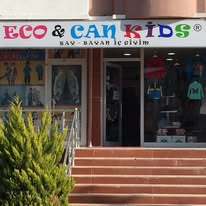 ECO & CAN KiDS®
BAY - BAYAN İÇ GİYİM